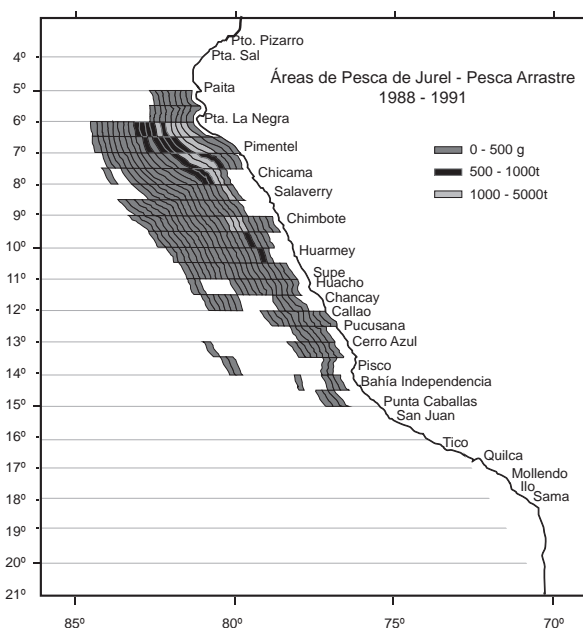 Pto. Pizarro
4º
Pta. Sal
Áreas de Pesca de Jurel - Pesca Arrastre
1988 - 1991
5º
Paita
6º
Pta. La Negra
0 - 500 g
500 - 1000t
1000 - 5000t
7º
Pimentel
Chicama
8º
Salaverry
9º
Chimbote
10º
Huarmey
11º
Supe
Huacho
Chancay
12º
Callao
Pucusana
13º
Cerro Azul
14º
Pisco
Bahía Independencia
15º
Punta Caballas
San Juan
16º
Tico
Quilca
17º
Mollendo
Ilo
18º
Sama
19º
20º
21º
85º
80º
75º
70º